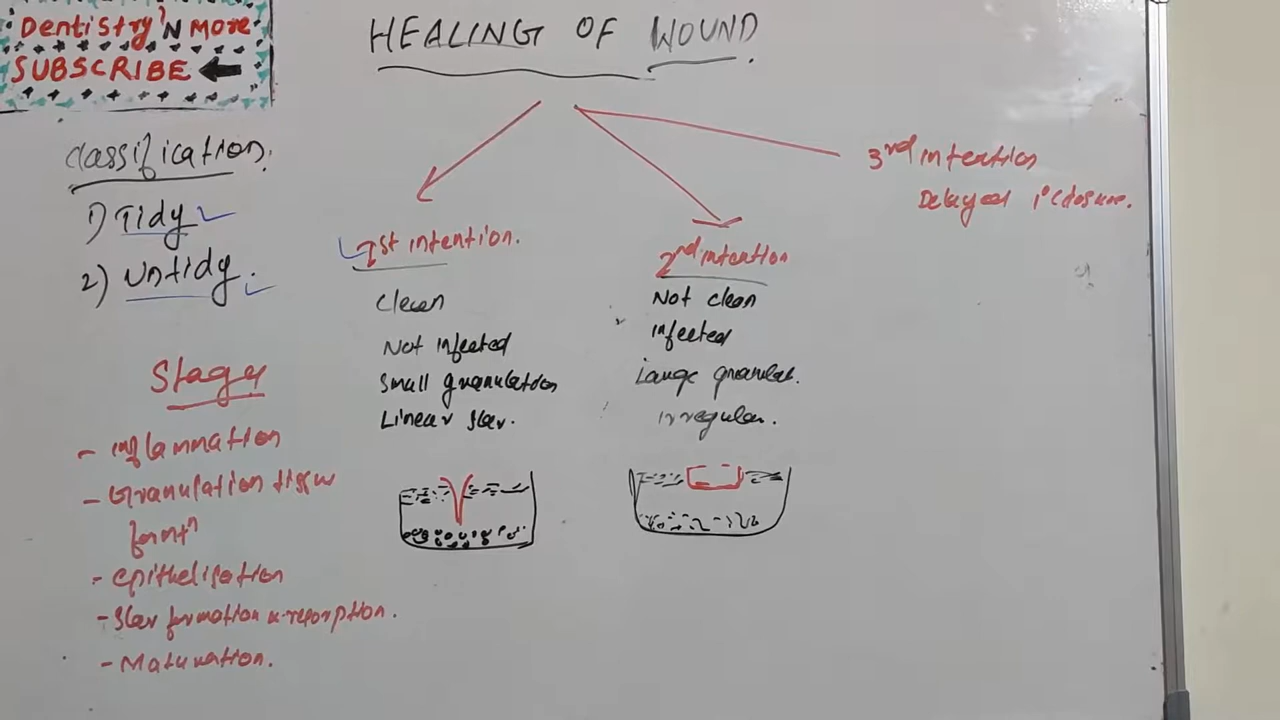 Dentistry'N More
SUBSCRIBE
HEALING OF WOUND.
Classification.
1) Tidy
2) Untidy.
Stages
- Inflammation
- Granulation tissue
formtⁿ
- Epithelisation
- Scar formation & resorption.
- Maturation.
1st intention.
Clean
Not infected
Small granulation
Linear scar.
2nd intention
Not clean
Infected
Large granular.
Irregular.
3rd intention
Delayed 1° closure.